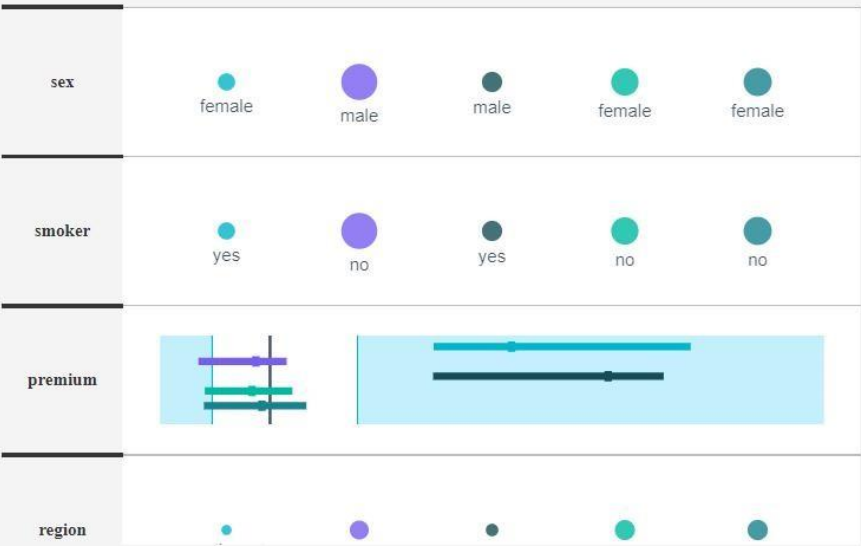 sex
female
male
male
female
female
smoker
yes
no
yes
no
no
premium
region